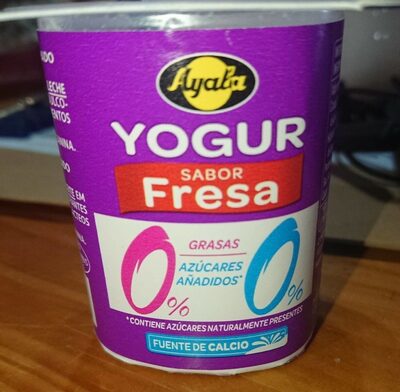 Ayala
YOGUR
SABOR
Fresa
0% GRASAS
AZÚCARES
AÑADIDOS* 0%
*CONTIENE AZÚCARES NATURALMENTE PRESENTES
FUENTE DE CALCIO
LECHE